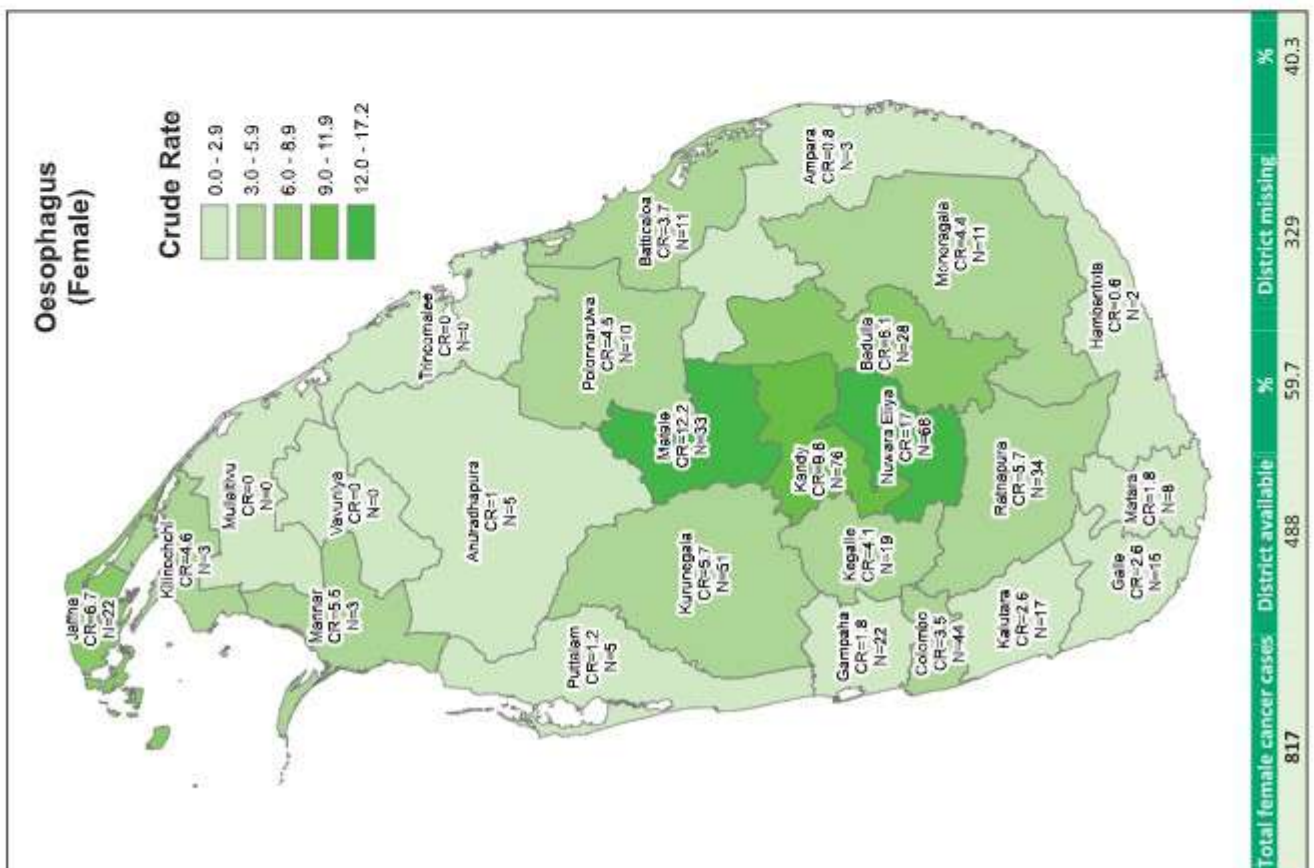 Oesophagus
(Female)
Crude Rate
0.0 - 2.9
3.0 - 5.9
6.0 - 8.9
9.0 - 11.9
12.0 - 17.2
Jaffna
CR=6.7
N=22
Kilinochchi
CR=4.6
N=3
Mullaitivu
CR=0
N=0
Mannar
CR=5.5
N=3
Vavuniya
CR=0
N=0
Anuradhapura
CR=1
N=5
Trincomalee
CR=0
N=0
Puttalam
CR=1.2
N=5
Kurunegala
CR=5.7
N=51
Polonnaruwa
CR=4.5
N=10
Batticaloa
CR=3.7
N=11
Matale
CR=12.2
N=33
Ampara
CR=0.8
N=3
Kandy
CR=9.8
N=76
Kegalle
CR=4.1
N=19
Gampaha
CR=1.8
N=22
Badulla
CR=6.1
N=28
Nuwara Eliya
CR=17
N=66
Colombo
CR=3.5
N=44
Monaragala
CR=4.4
N=11
Ratnapura
CR=5.7
N=34
Kalutara
CR=2.6
N=17
Galle
CR=2.6
N=15
Matara
CR=1.8
N=8
Hambantota
CR=0.6
N=2
Total female cancer cases District available % District missing %
817 488 59.7 329 40.3